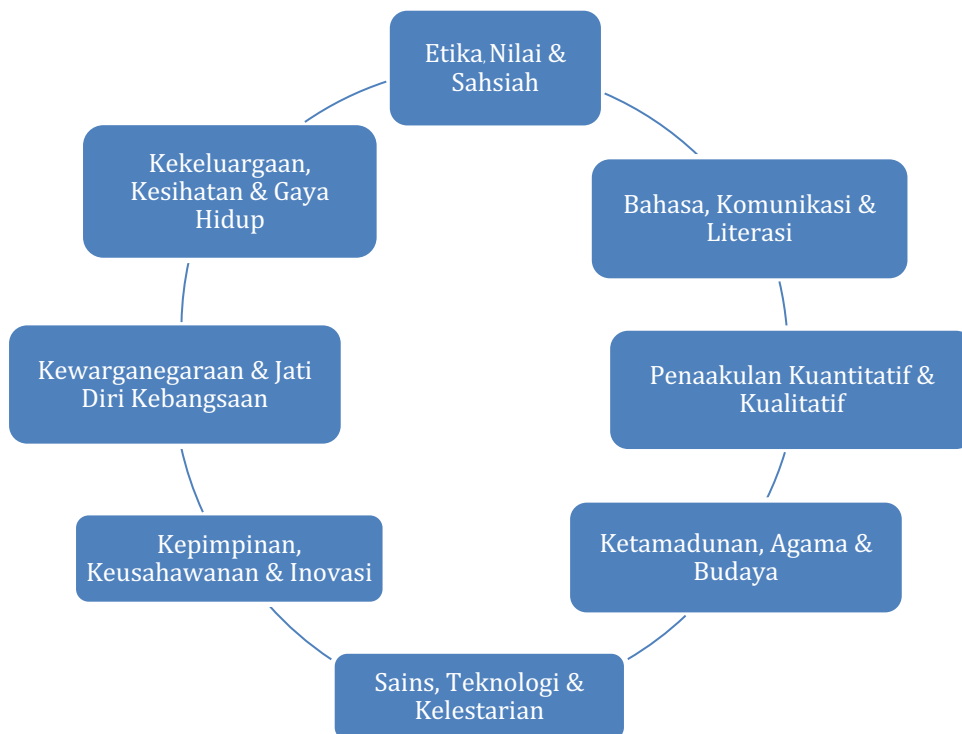 Etika, Nilai &
Sahsiah
Bahasa, Komunikasi &
Literasi
Penaakulan Kuantitatif &
Kualitatif
Ketamadunan, Agama &
Budaya
Sains, Teknologi &
Kelestarian
Kepimpinan,
Keusahawanan & Inovasi
Kewarganegaraan & Jati
Diri Kebangsaan
Kekeluargaan,
Kesihatan & Gaya
Hidup